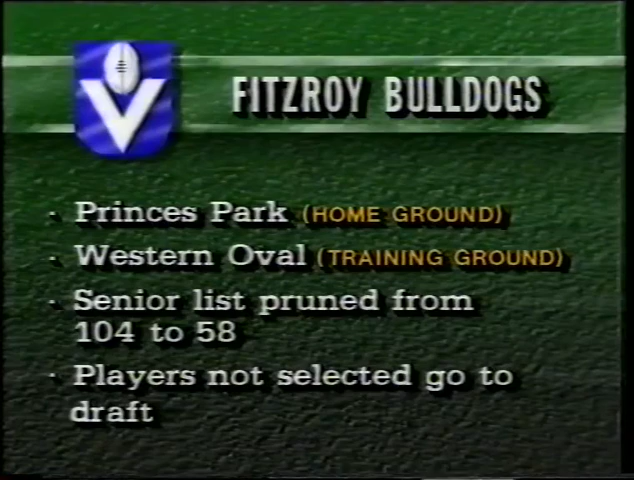 V
FITZROY BULLDOGS
· Princes Park (HOME GROUND)
· Western Oval (TRAINING GROUND)
· Senior list pruned from
104 to 58
· Players not selected go to
draft